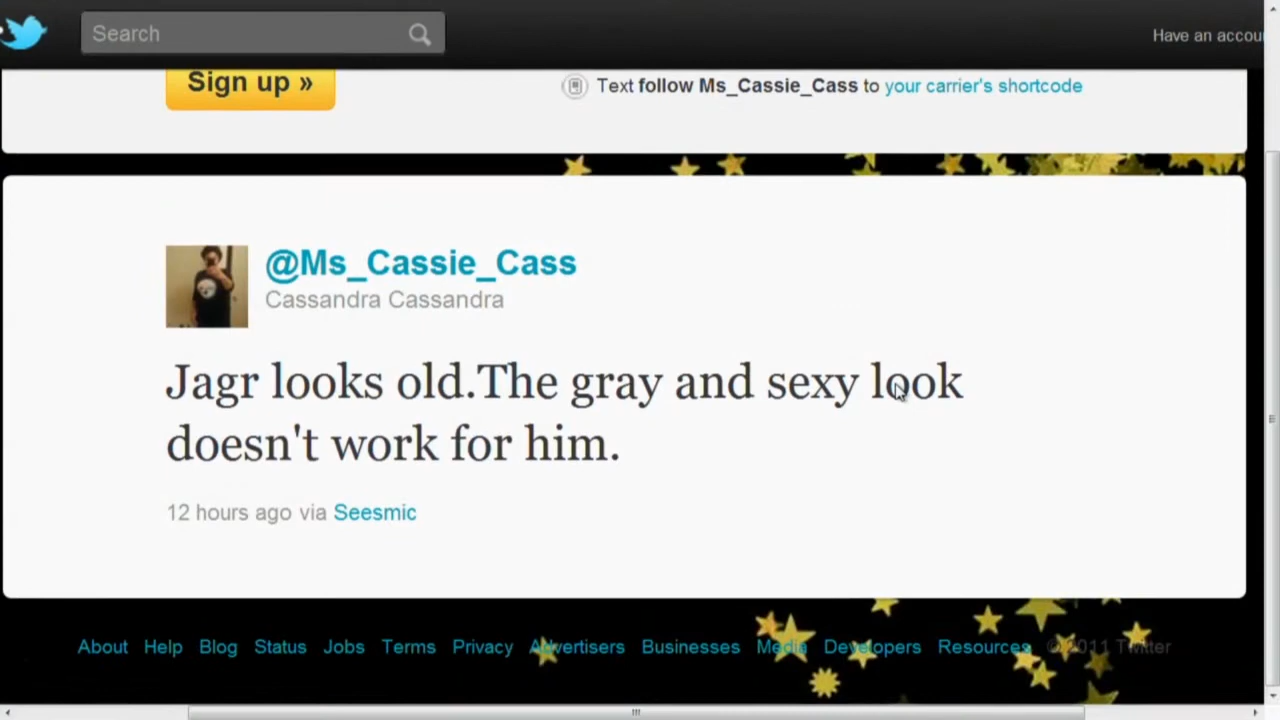 Search
Have an accou
Sign up »
Text follow Ms_Cassie_Cass to your carrier's shortcode
@Ms_Cassie_Cass
Cassandra Cassandra
Jagr looks old.The gray and sexy look
doesn't work for him.
12 hours ago via Seesmic
About Help Blog Status Jobs Terms Privacy Advertisers Businesses Media Developers Resources © 2011 Twitter